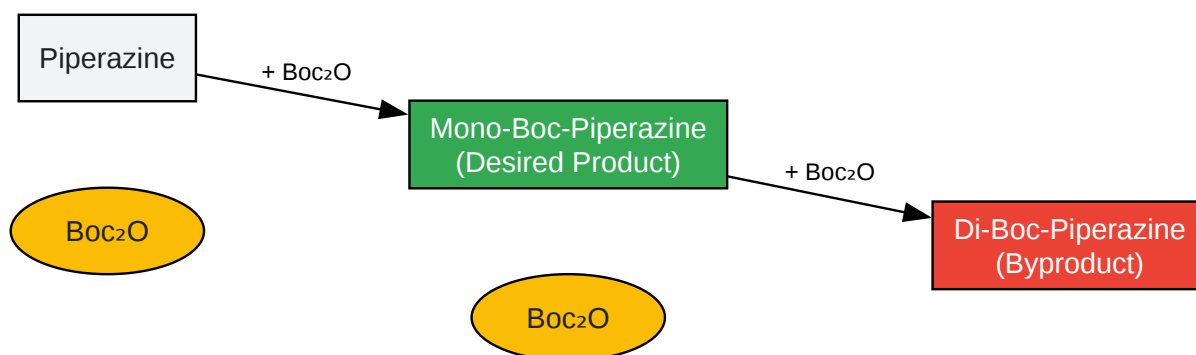 Piperazine
+ Boc₂O
Mono-Boc-Piperazine
(Desired Product)
+ Boc₂O
Di-Boc-Piperazine
(Byproduct)
Boc₂O
Boc₂O